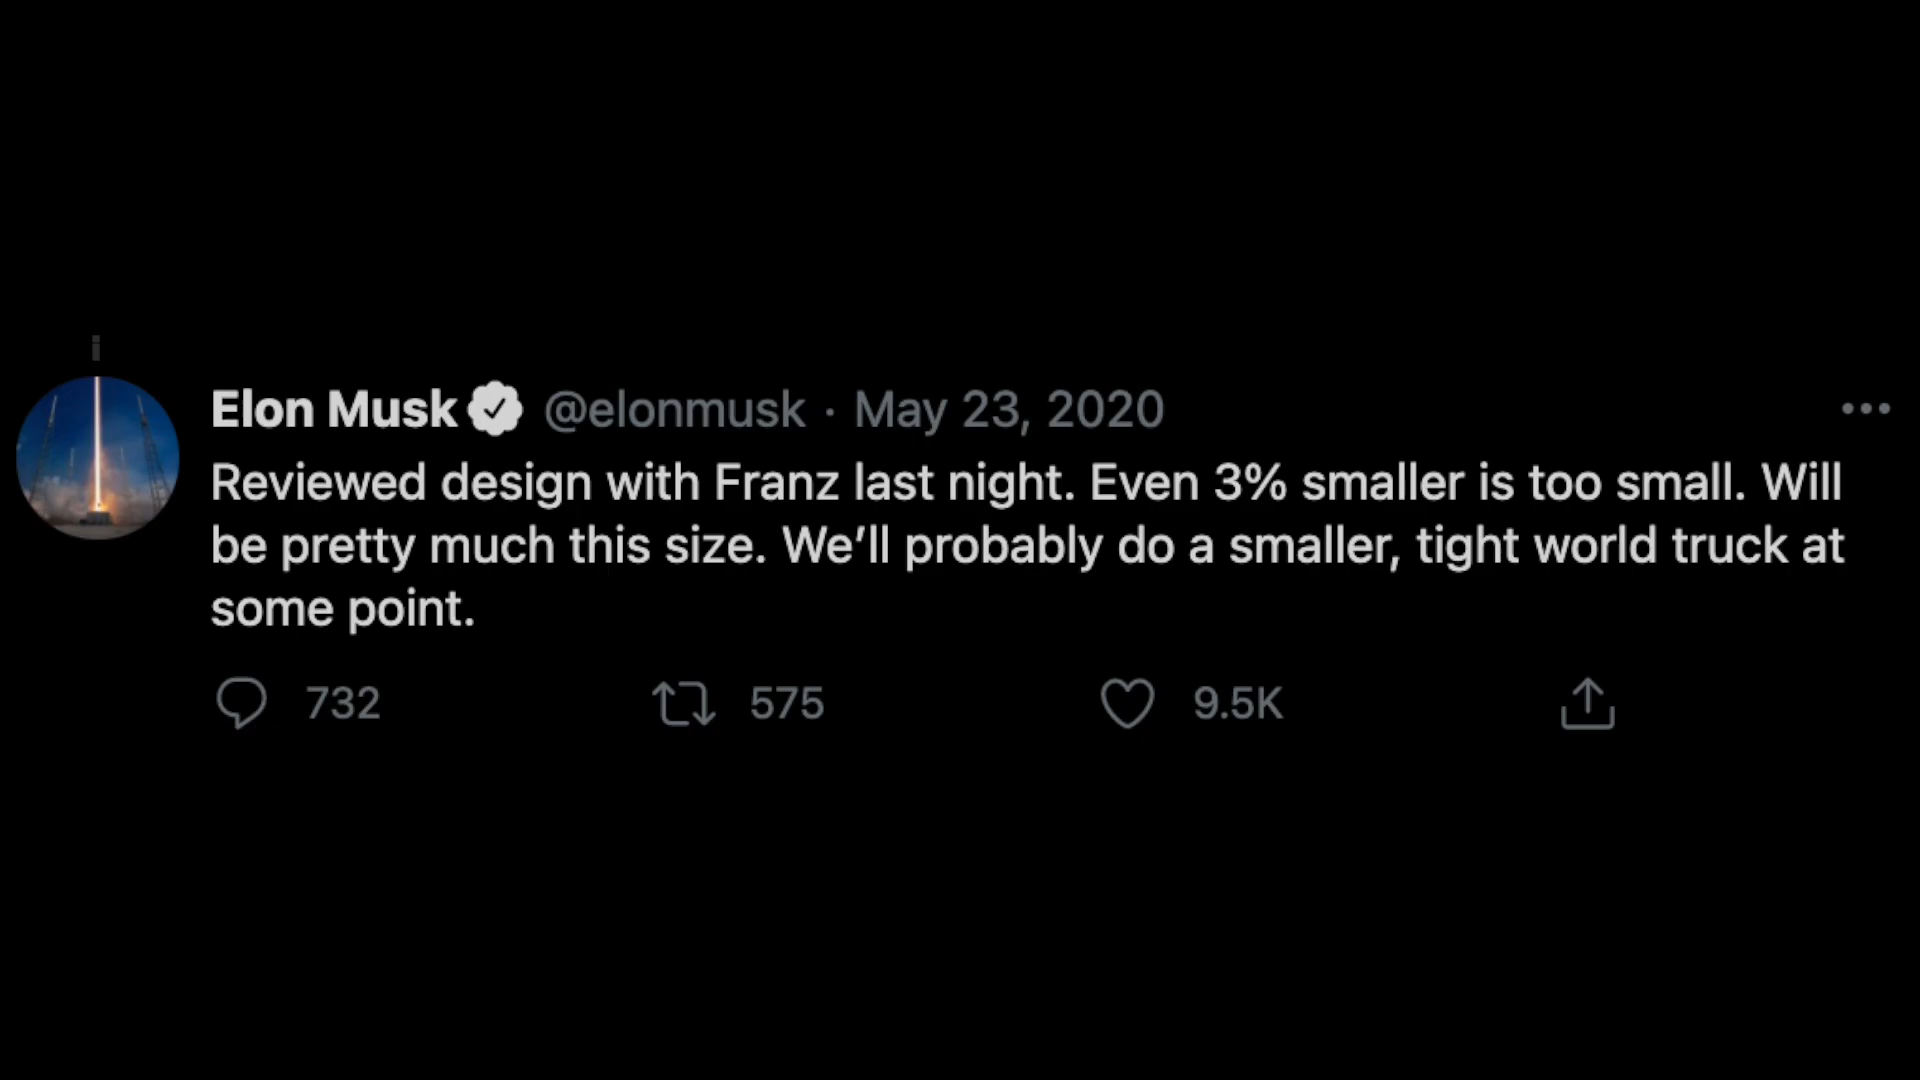 Elon Musk @elonmusk · May 23, 2020
Reviewed design with Franz last night. Even 3% smaller is too small. Will
be pretty much this size. We’ll probably do a smaller, tight world truck at
some point.
732 575 9.5K